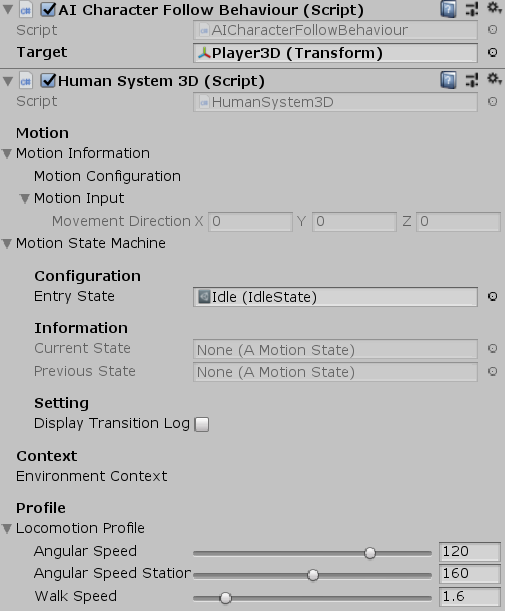 AI Character Follow Behaviour (Script)
Script AICharacterFollowBehaviour
Target Player3D (Transform)
Human System 3D (Script)
Script HumanSystem3D
Motion
Motion Information
Motion Configuration
Motion Input
Movement Direction X 0 Y 0 Z 0
Motion State Machine
Configuration
Entry State Idle (IdleState)
Information
Current State None (A Motion State)
Previous State None (A Motion State)
Setting
Display Transition Log
Context
Environment Context
Profile
Locomotion Profile
Angular Speed 120
Angular Speed Station 160
Walk Speed 1.6